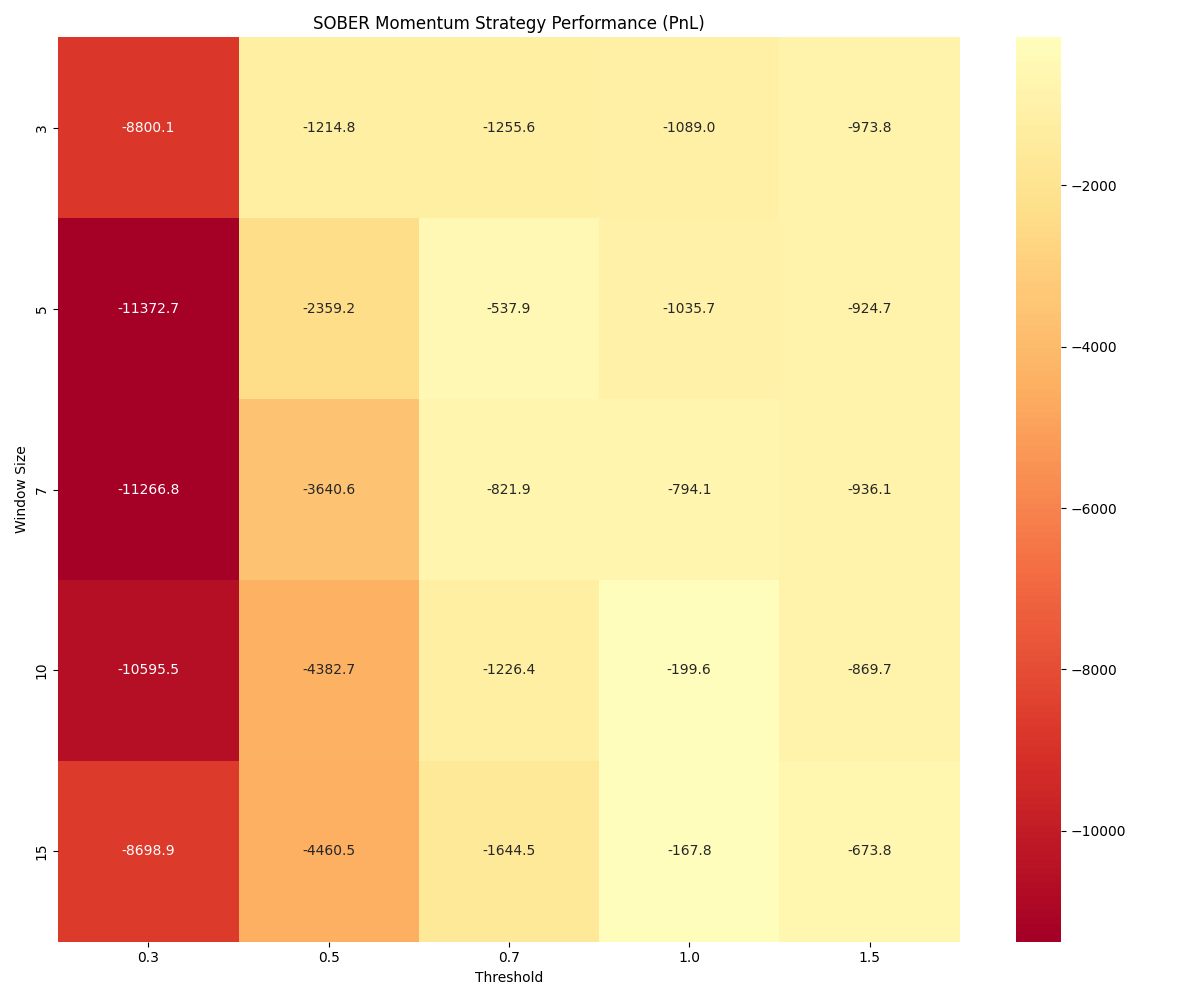 SOBER Momentum Strategy Performance (PnL)
Window Size
3
-8800.1 -1214.8 -1255.6 -1089.0 -973.8
5
-11372.7 -2359.2 -537.9 -1035.7 -924.7
7
-11266.8 -3640.6 -821.9 -794.1 -936.1
10
-10595.5 -4382.7 -1226.4 -199.6 -869.7
15
-8698.9 -4460.5 -1644.5 -167.8 -673.8
0.3 0.5 0.7 1.0 1.5
Threshold
−2000
−4000
−6000
−8000
−10000